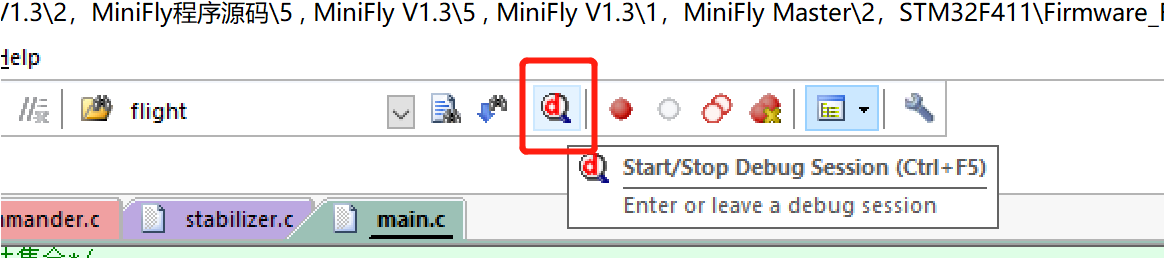 V1.3\2，MiniFly程序源码\5 , MiniFly V1.3\5 , MiniFly V1.3\1，MiniFly Master\2，STM32F411\Firmware_
Help
flight
Start/Stop Debug Session (Ctrl+F5)
Enter or leave a debug session
mmander.c stabilizer.c main.c